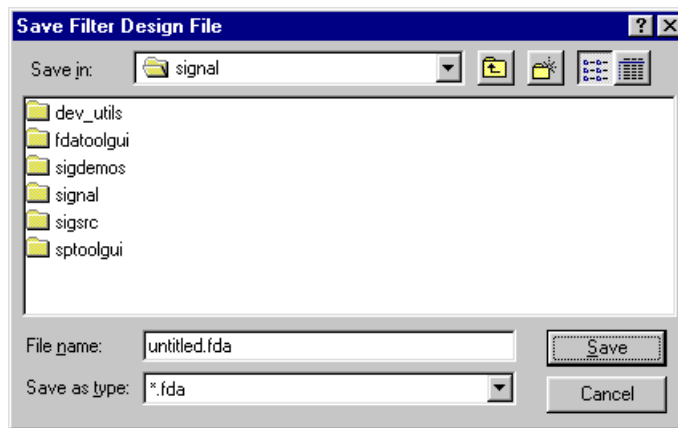 Save Filter Design File
Save in: signal
dev_utils
fdatoolgui
sigdemos
signal
sigsrc
sptoolgui
File name: untitled.fda Save
Save as type: *.fda Cancel